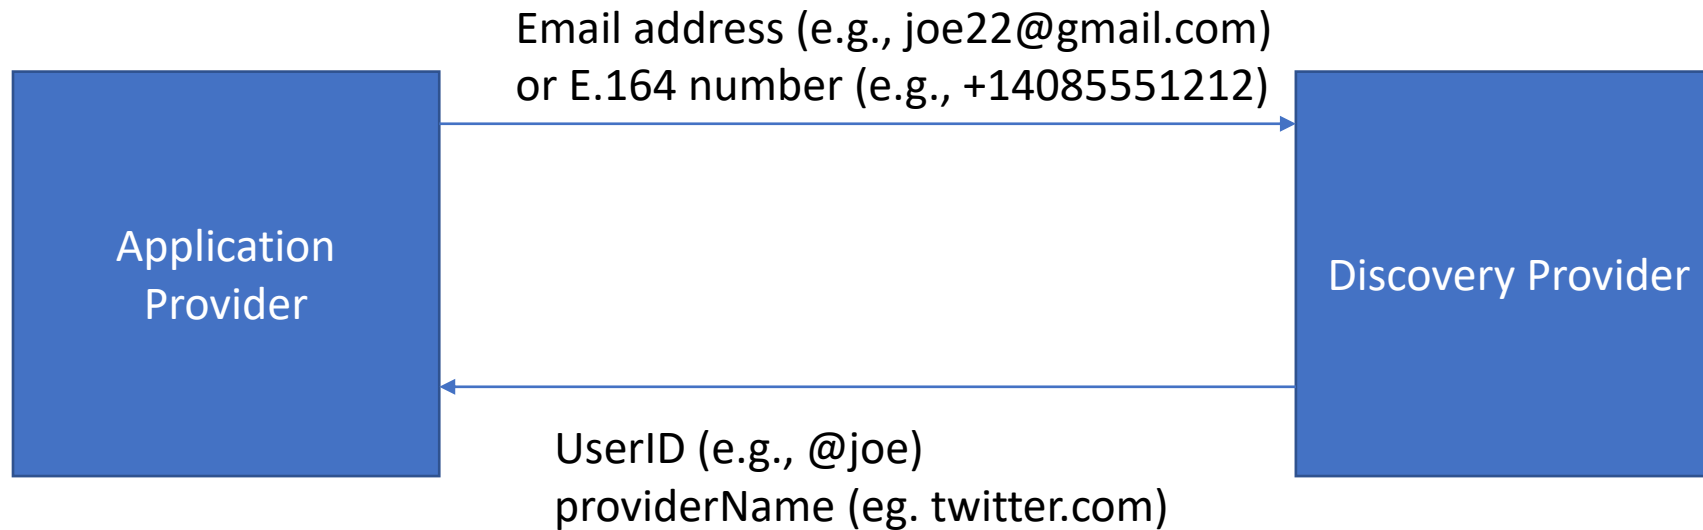 Email address (e.g., joe22@gmail.com)
or E.164 number (e.g., +14085551212)
Application
Provider
Discovery Provider
UserID (e.g., @joe)
providerName (eg. twitter.com)